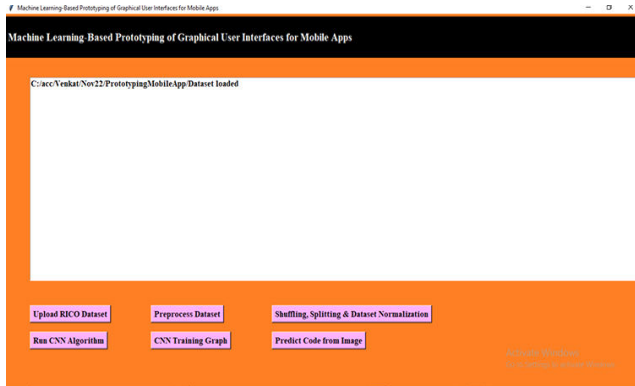 Machine Learning-Based Prototyping of Graphical User Interfaces for Mobile Apps
Machine Learning-Based Prototyping of Graphical User Interfaces for Mobile Apps
C:/acc/Venkat/Nov22/PrototypingMobileApp/Dataset loaded
Upload RICO Dataset Preprocess Dataset Shuffling, Splitting & Dataset Normalization
Run CNN Algorithm CNN Training Graph Predict Code from Image
Activate Windows